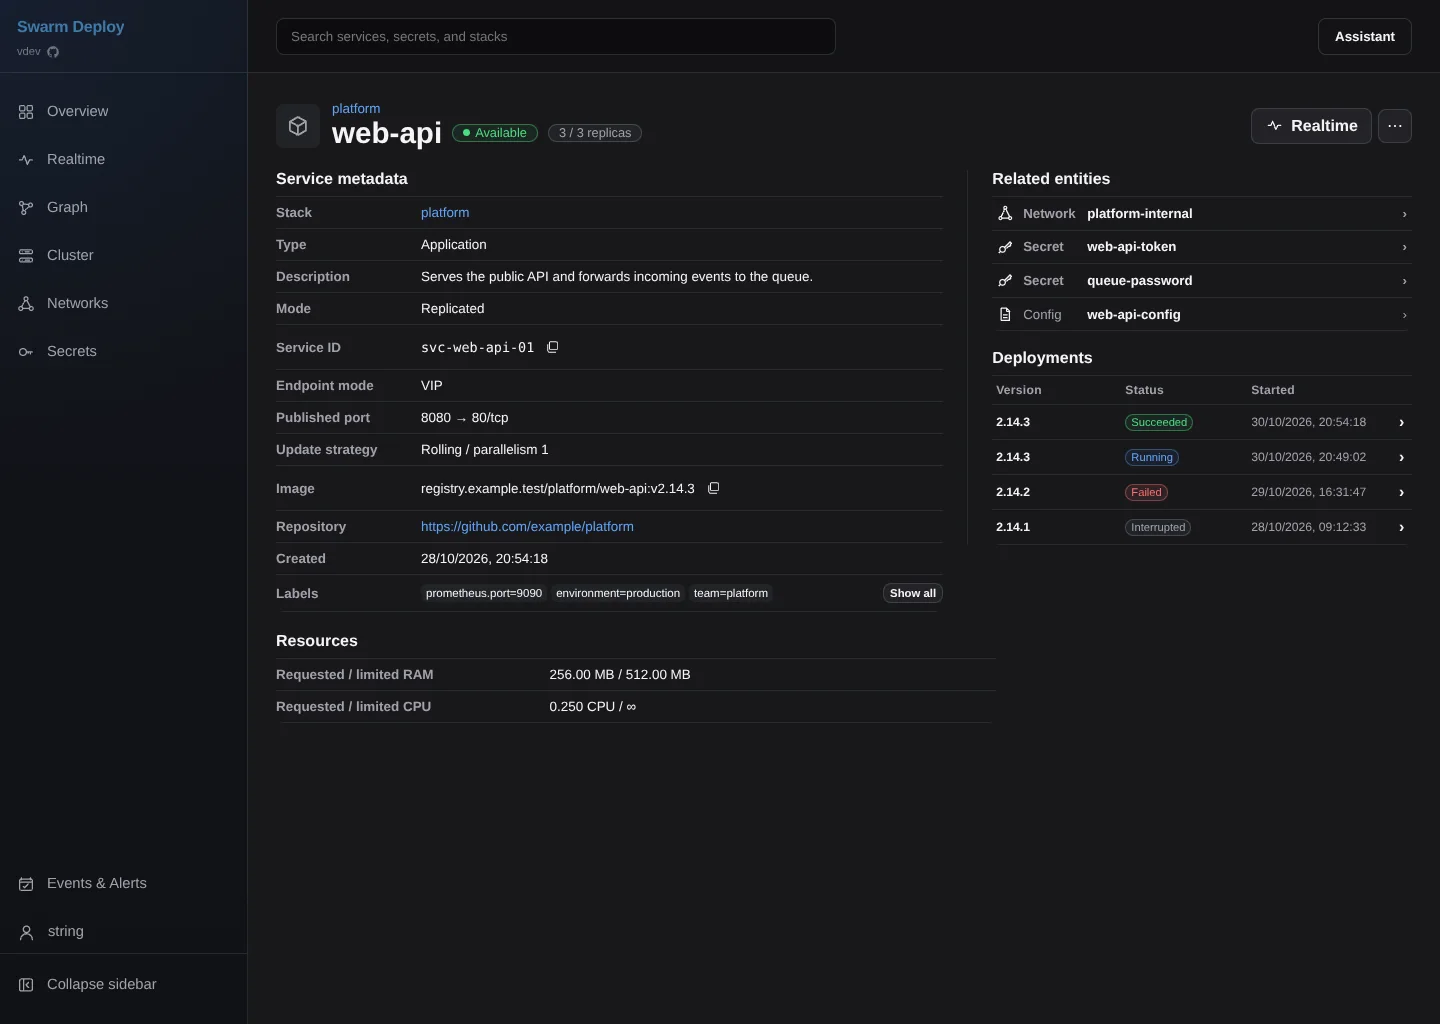 Swarm Deploy
vdev
Search services, secrets, and stacks
Assistant
Overview
Realtime
Graph
Cluster
Networks
Secrets
Events & Alerts
string
Collapse sidebar
platform
web-api
Available
3 / 3 replicas
Realtime
Service metadata
Stack platform
Type Application
Description Serves the public API and forwards incoming events to the queue.
Mode Replicated
Service ID svc-web-api-01
Endpoint mode VIP
Published port 8080 → 80/tcp
Update strategy Rolling / parallelism 1
Image registry.example.test/platform/web-api:v2.14.3
Repository https://github.com/example/platform
Created 28/10/2026, 20:54:18
Labels prometheus.port=9090 environment=production team=platform Show all
Resources
Requested / limited RAM 256.00 MB / 512.00 MB
Requested / limited CPU 0.250 CPU / ∞
Related entities
Network platform-internal ›
Secret web-api-token ›
Secret queue-password ›
Config web-api-config ›
Deployments
Version Status Started
2.14.3 Succeeded 30/10/2026, 20:54:18 ›
2.14.3 Running 30/10/2026, 20:49:02 ›
2.14.2 Failed 29/10/2026, 16:31:47 ›
2.14.1 Interrupted 28/10/2026, 09:12:33 ›